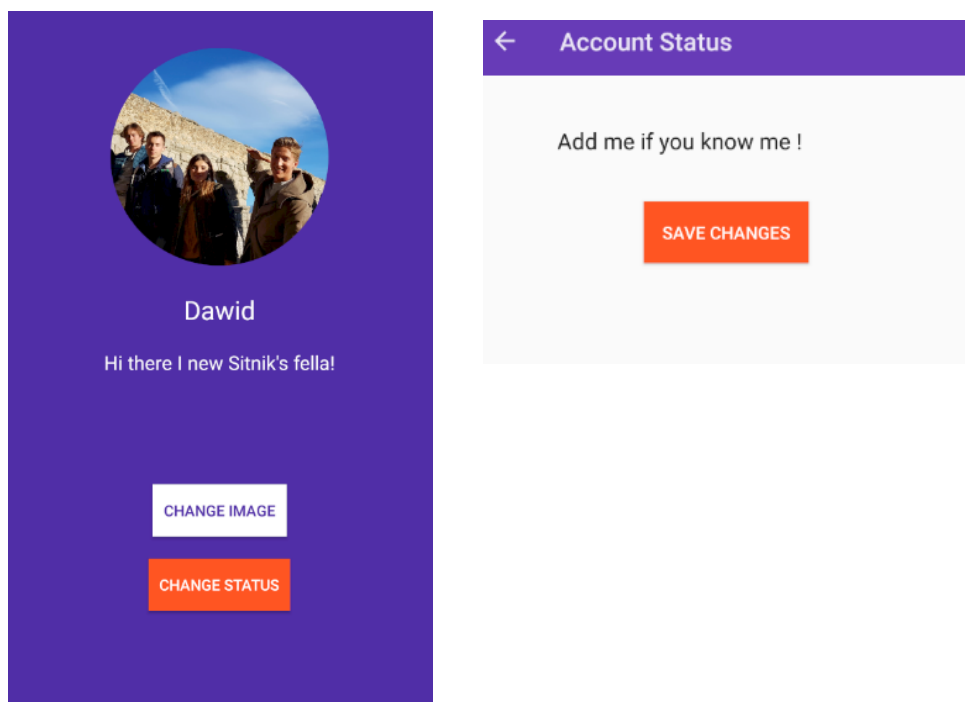 Dawid
Hi there I new Sitnik's fella!
CHANGE IMAGE
CHANGE STATUS
Account Status
Add me if you know me !
SAVE CHANGES